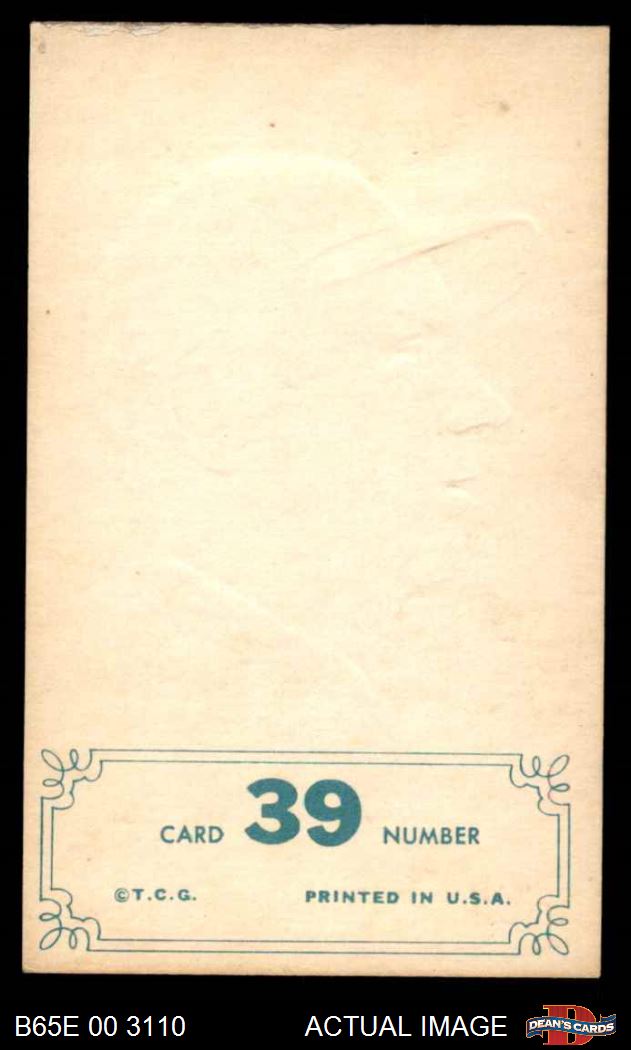 CARD 39 NUMBER
©T.C.G. PRINTED IN U.S.A.
B65E 00 3110 ACTUAL IMAGE DEAN'S CARDS